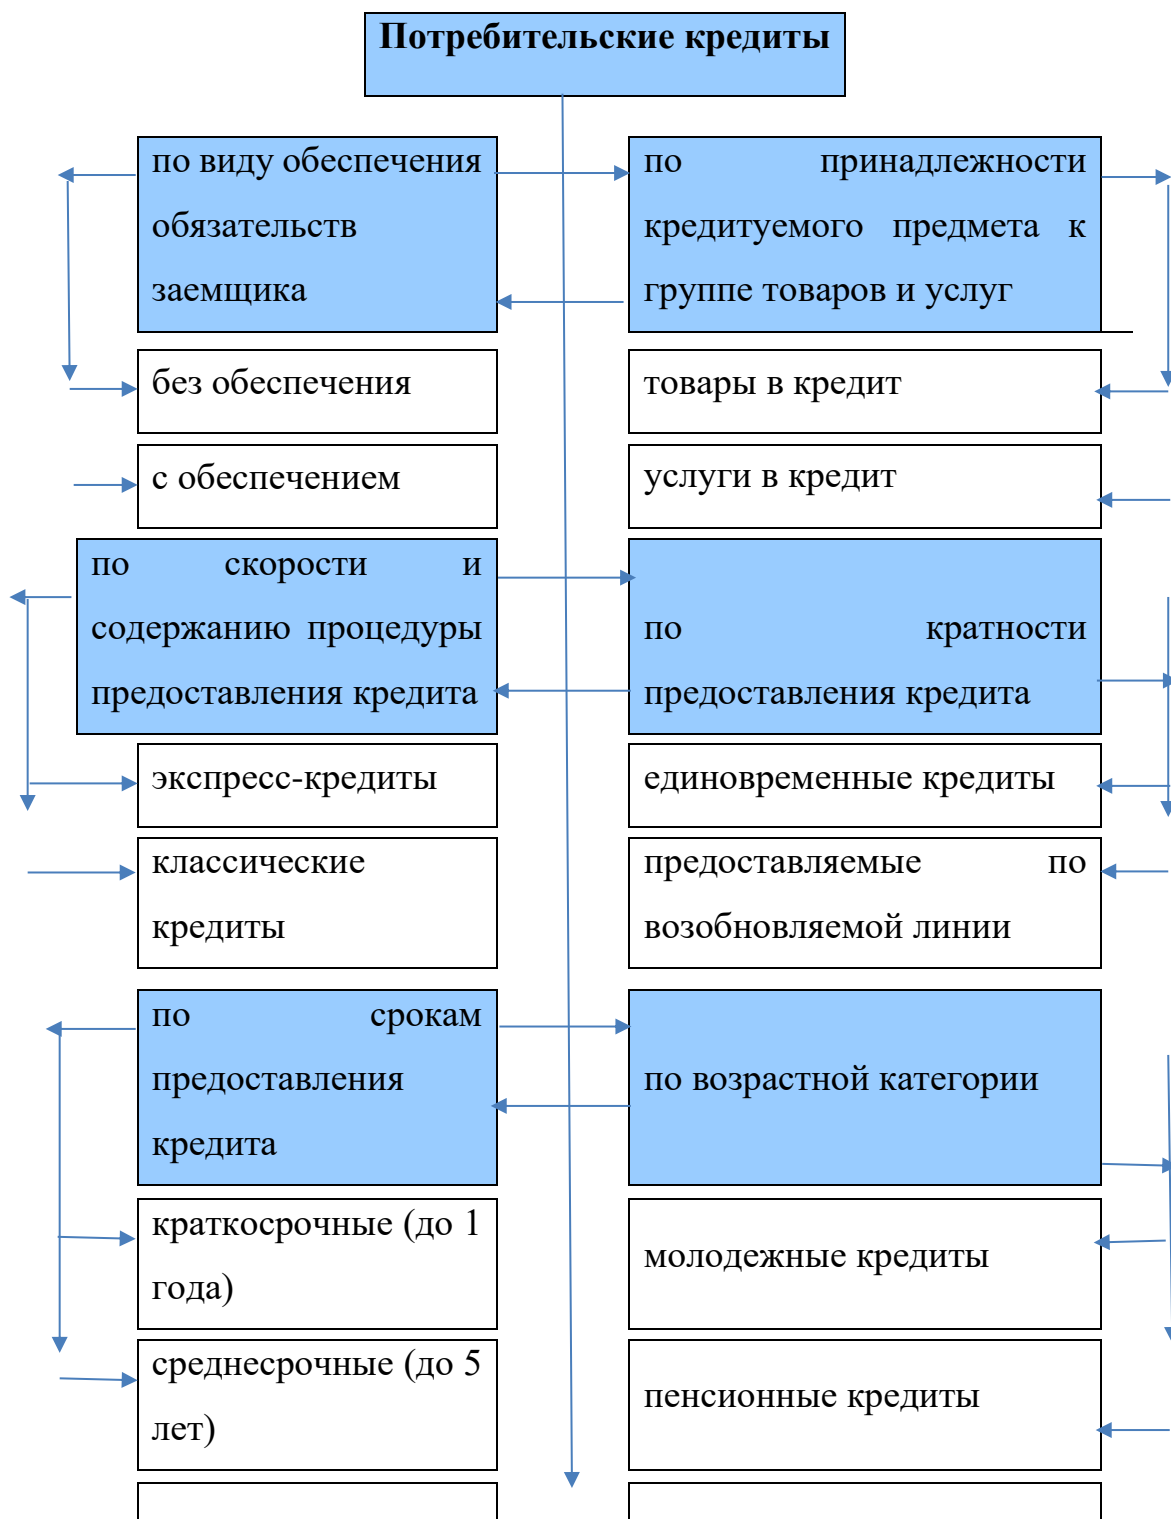 Потребительские кредиты
по виду обеспечения
обязательств
заемщика
по принадлежности
кредитуемого предмета к
группе товаров и услуг
без обеспечения
товары в кредит
с обеспечением
услуги в кредит
по скорости и
содержанию процедуры
предоставления кредита
по кратности
предоставления кредита
экспресс-кредиты
единовременные кредиты
классические
кредиты
предоставляемые по
возобновляемой линии
по срокам
предоставления
кредита
по возрастной категории
краткосрочные (до 1
года)
молодежные кредиты
среднесрочные (до 5
лет)
пенсионные кредиты